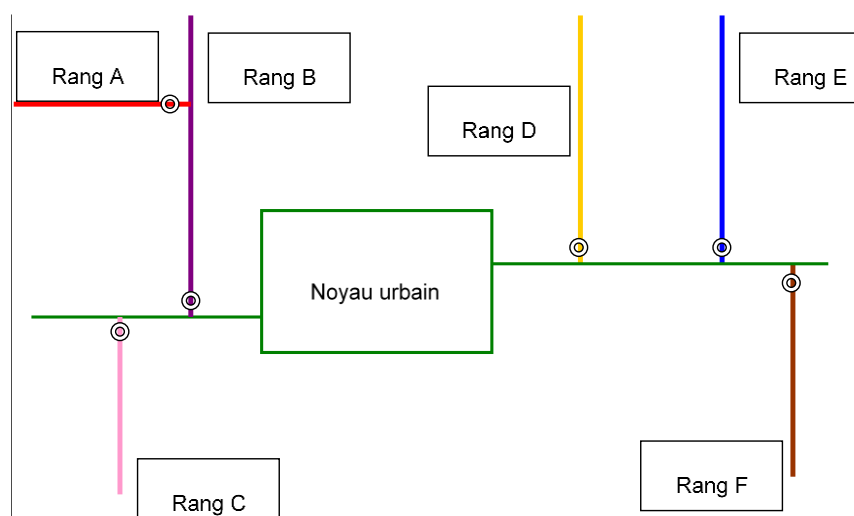 Rang A
Rang B
Rang D
Rang E
Noyau urbain
Rang C
Rang F